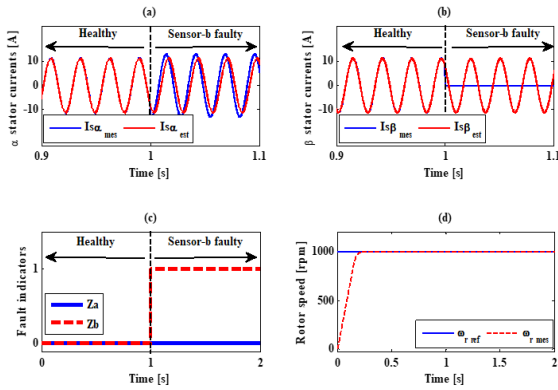 (a)
Healthy
Sensor-b faulty
α stator currents [A]
10
0
-10
Isα mes
Isα est
0.9
1
1.1
Time [s]
(b)
Healthy
Sensor-b faulty
β stator currents [A]
10
0
-10
Isβ mes
Isβ est
0.9
1
1.1
Time [s]
(c)
Healthy
Sensor-b faulty
Fault indicators
1
0
Za
Zb
0
1
2
Time [s]
(d)
Rotor speed [rpm]
1000
500
0
ω r ref
ω r mes
0
0.5
1
1.5
2
Time [s]